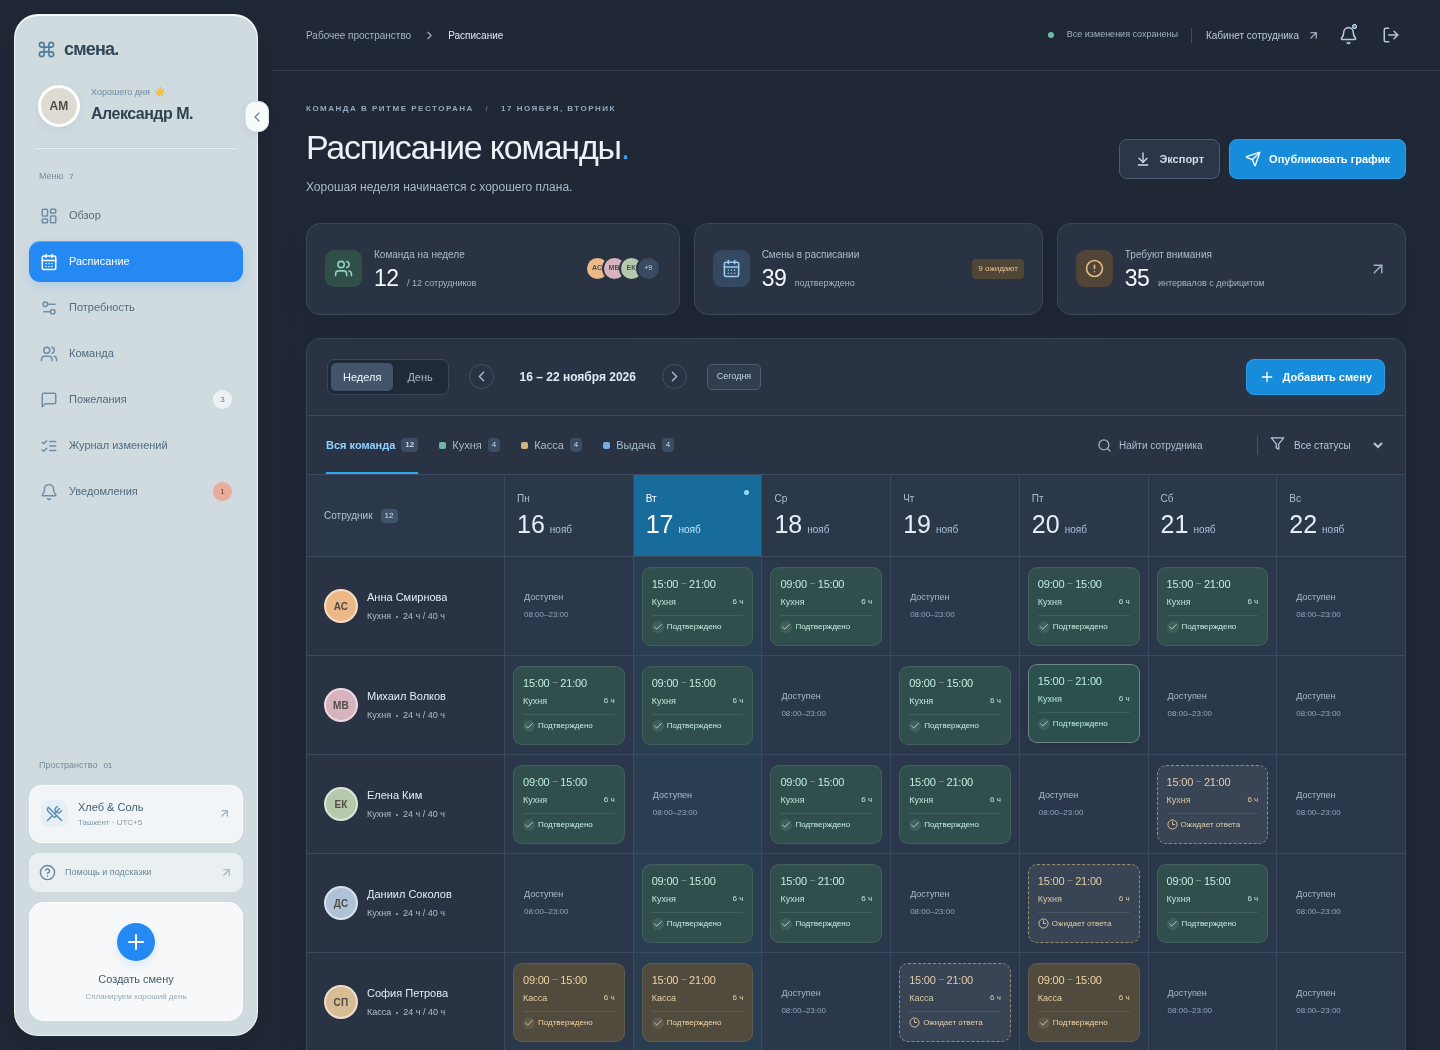 смена.
AM
Хорошего дня ☀️
Александр М.
Меню 7
Обзор
Расписание
Потребность
Команда
Пожелания 3
Журнал изменений
Уведомления 1
Пространство 01
Хлеб & Соль
Ташкент · UTC+5
Помощь и подсказки
Создать смену
Спланируем хороший день
Рабочее пространство > Расписание
Все изменения сохранены
Кабинет сотрудника
КОМАНДА В РИТМЕ РЕСТОРАНА / 17 НОЯБРЯ, ВТОРНИК
Расписание команды.
Хорошая неделя начинается с хорошего плана.
Экспорт
Опубликовать график
Команда на неделе
12 / 12 сотрудников
АС МВ ЕК +9
Смены в расписании
39 подтверждено
9 ожидают
Требуют внимания
35 интервалов с дефицитом
Неделя День
16 – 22 ноября 2026
Сегодня
Добавить смену
Вся команда 12
Кухня 4
Касса 4
Выдача 4
Найти сотрудника
Все статусы
Сотрудник 12
Пн 16 нояб
Вт 17 нояб
Ср 18 нояб
Чт 19 нояб
Пт 20 нояб
Сб 21 нояб
Вс 22 нояб
АС
Анна Смирнова
Кухня • 24 ч / 40 ч
Доступен 08:00–23:00
15:00 – 21:00 Кухня 6 ч Подтверждено
09:00 – 15:00 Кухня 6 ч Подтверждено
Доступен 08:00–23:00
09:00 – 15:00 Кухня 6 ч Подтверждено
15:00 – 21:00 Кухня 6 ч Подтверждено
Доступен 08:00–23:00
МВ
Михаил Волков
Кухня • 24 ч / 40 ч
15:00 – 21:00 Кухня 6 ч Подтверждено
09:00 – 15:00 Кухня 6 ч Подтверждено
Доступен 08:00–23:00
09:00 – 15:00 Кухня 6 ч Подтверждено
15:00 – 21:00 Кухня 6 ч Подтверждено
Доступен 08:00–23:00
Доступен 08:00–23:00
ЕК
Елена Ким
Кухня • 24 ч / 40 ч
09:00 – 15:00 Кухня 6 ч Подтверждено
Доступен 08:00–23:00
09:00 – 15:00 Кухня 6 ч Подтверждено
15:00 – 21:00 Кухня 6 ч Подтверждено
Доступен 08:00–23:00
15:00 – 21:00 Кухня 6 ч Ожидает ответа
Доступен 08:00–23:00
ДС
Даниил Соколов
Кухня • 24 ч / 40 ч
Доступен 08:00–23:00
09:00 – 15:00 Кухня 6 ч Подтверждено
15:00 – 21:00 Кухня 6 ч Подтверждено
Доступен 08:00–23:00
15:00 – 21:00 Кухня 6 ч Ожидает ответа
09:00 – 15:00 Кухня 6 ч Подтверждено
Доступен 08:00–23:00
СП
София Петрова
Касса • 24 ч / 40 ч
09:00 – 15:00 Касса 6 ч Подтверждено
15:00 – 21:00 Касса 6 ч Подтверждено
Доступен 08:00–23:00
15:00 – 21:00 Касса 6 ч Ожидает ответа
09:00 – 15:00 Касса 6 ч Подтверждено
Доступен 08:00–23:00
Доступен 08:00–23:00